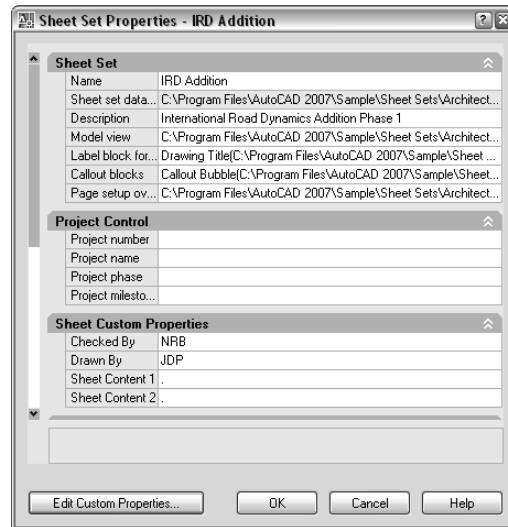 Sheet Set Properties - IRD Addition
Sheet Set
Name IRD Addition
Sheet set data... C:\Program Files\AutoCAD 2007\Sample\Sheet Sets\Architect...
Description International Road Dynamics Addition Phase 1
Model view C:\Program Files\AutoCAD 2007\Sample\Sheet Sets\Architect...
Label block for... Drawing Title(C:\Program Files\AutoCAD 2007\Sample\Sheet ...
Callout blocks Callout Bubble(C:\Program Files\AutoCAD 2007\Sample\Sheet...
Page setup ov... C:\Program Files\AutoCAD 2007\Sample\Sheet Sets\Architect...
Project Control
Project number
Project name
Project phase
Project milesto...
Sheet Custom Properties
Checked By NRB
Drawn By JDP
Sheet Content 1 .
Sheet Content 2 .
Edit Custom Properties... OK Cancel Help